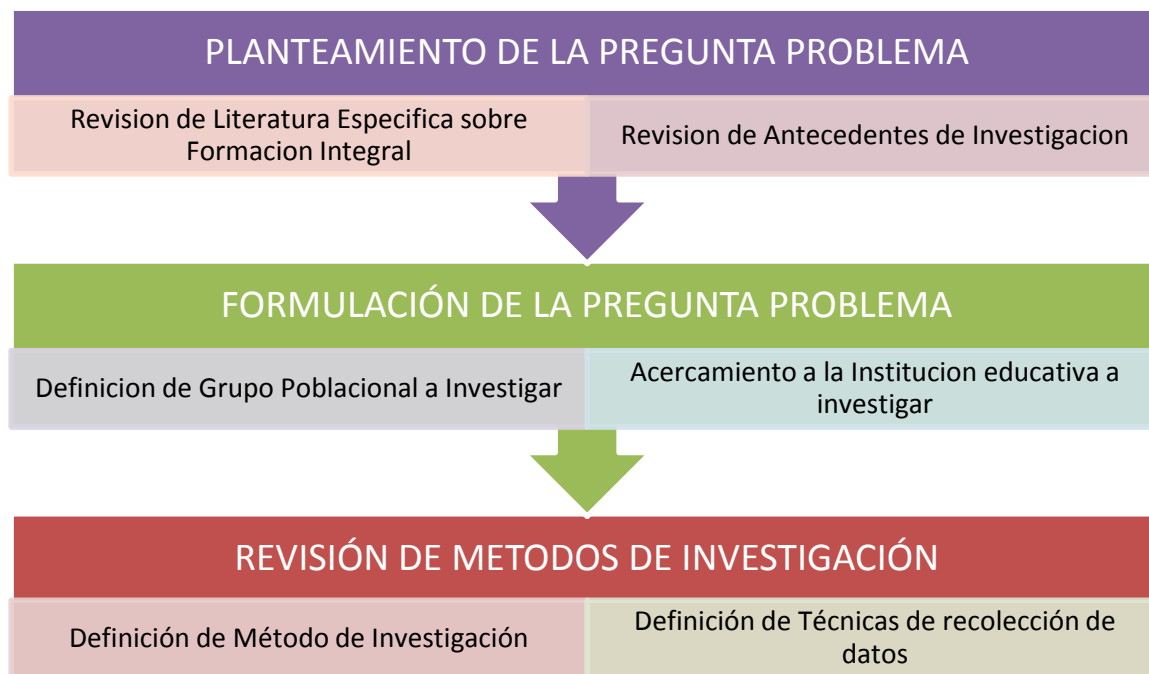 PLANTEAMIENTO DE LA PREGUNTA PROBLEMA
Revision de Literatura Especifica sobre
Formacion Integral
Revision de Antecedentes de Investigacion
FORMULACIÓN DE LA PREGUNTA PROBLEMA
Definicion de Grupo Poblacional a Investigar
Acercamiento a la Institucion educativa a
investigar
REVISIÓN DE METODOS DE INVESTIGACIÓN
Definición de Método de Investigación
Definición de Técnicas de recolección de
datos